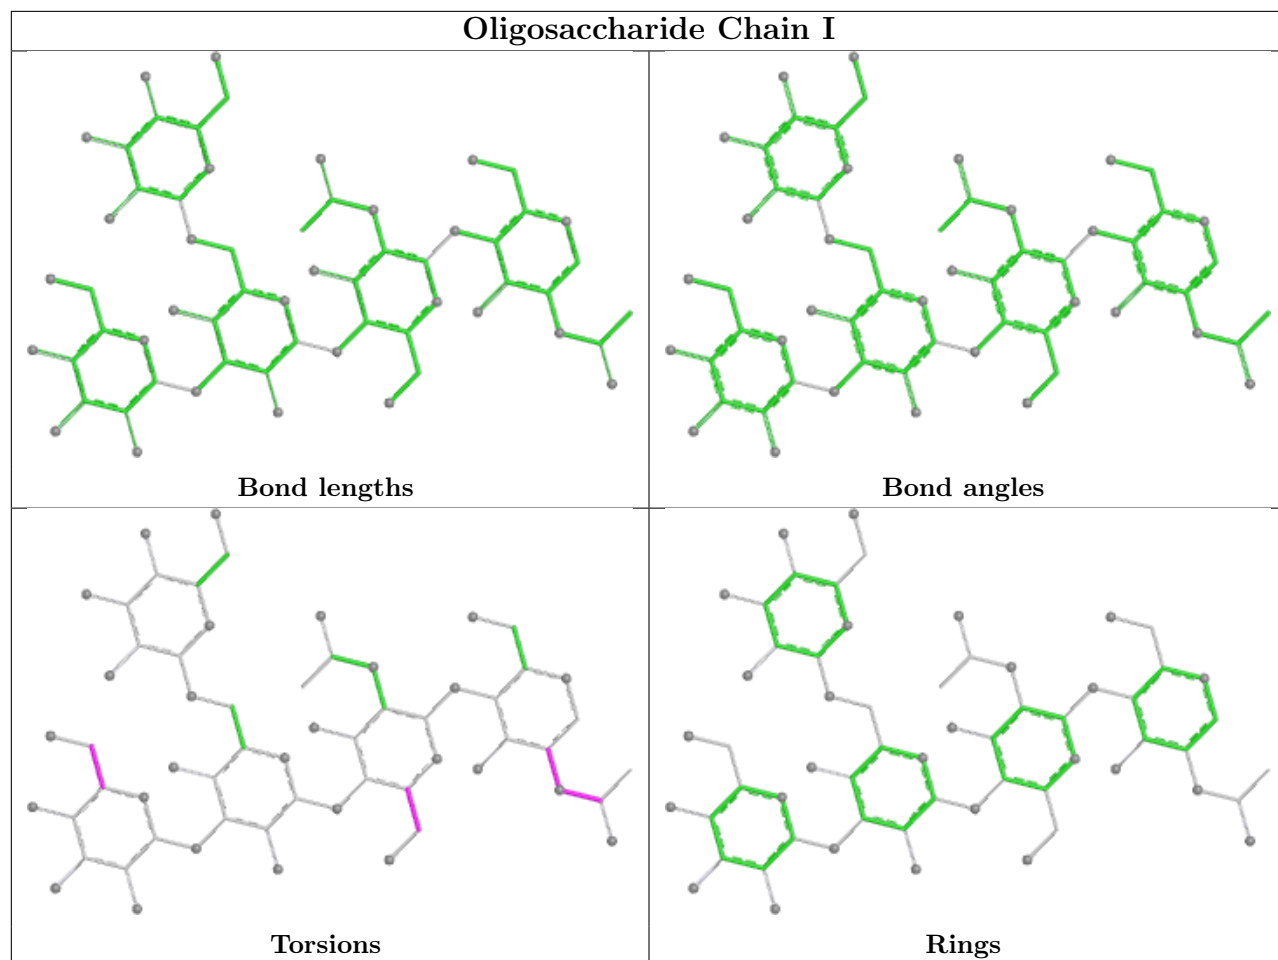 Oligosaccharide Chain I
Bond lengths
Bond angles
Torsions
Rings